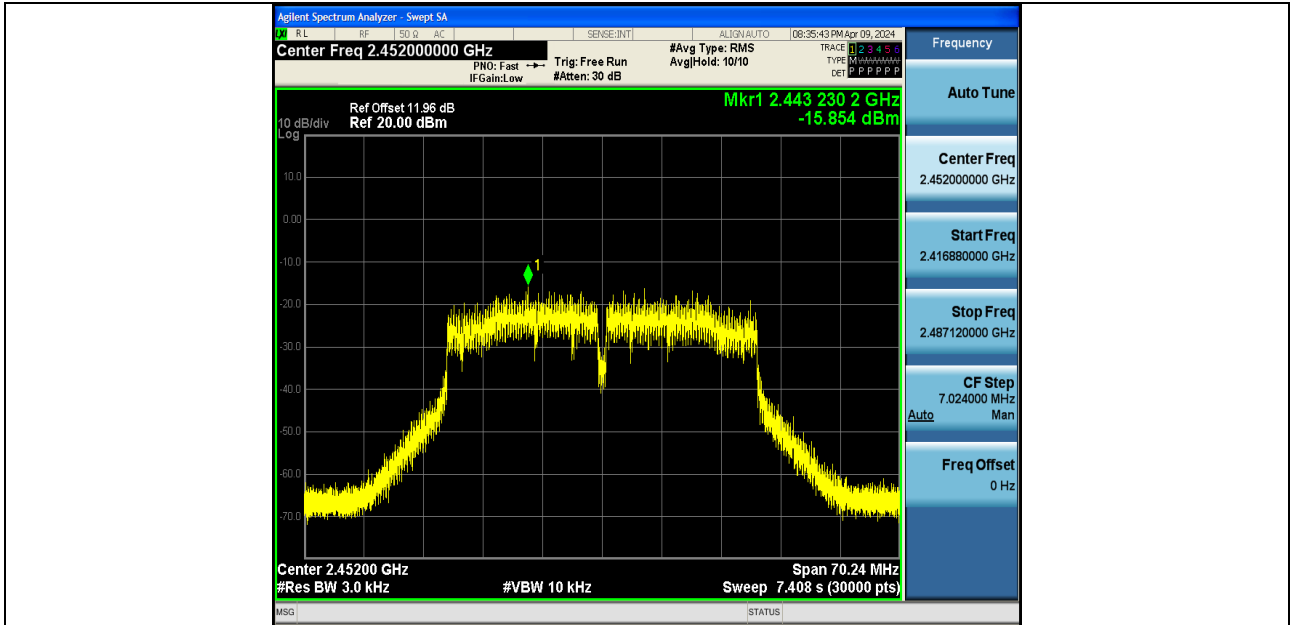 Agilent Spectrum Analyzer - Swept SA
LXI RL RF 50 Ω AC SENSE:INT ALIGN AUTO 08:35:43 PM Apr 09, 2024
Center Freq 2.452000000 GHz
PNO: Fast
IFGain:Low
Trig: Free Run
#Atten: 30 dB
#Avg Type: RMS
Avg|Hold: 10/10
TRACE 1 2 3 4 5 6
TYPE M
DET P P P P P P
Ref Offset 11.96 dB
10 dB/div Ref 20.00 dBm
Log
Mkr1 2.443 230 2 GHz
-15.854 dBm
10.0
0.00
-10.0
1
-20.0
-30.0
-40.0
-50.0
-60.0
-70.0
Center 2.45200 GHz Span 70.24 MHz
#Res BW 3.0 kHz #VBW 10 kHz Sweep 7.408 s (30000 pts)
MSG STATUS
Frequency
Auto Tune
Center Freq
2.452000000 GHz
Start Freq
2.416880000 GHz
Stop Freq
2.487120000 GHz
CF Step
7.024000 MHz
Auto Man
Freq Offset
0 Hz